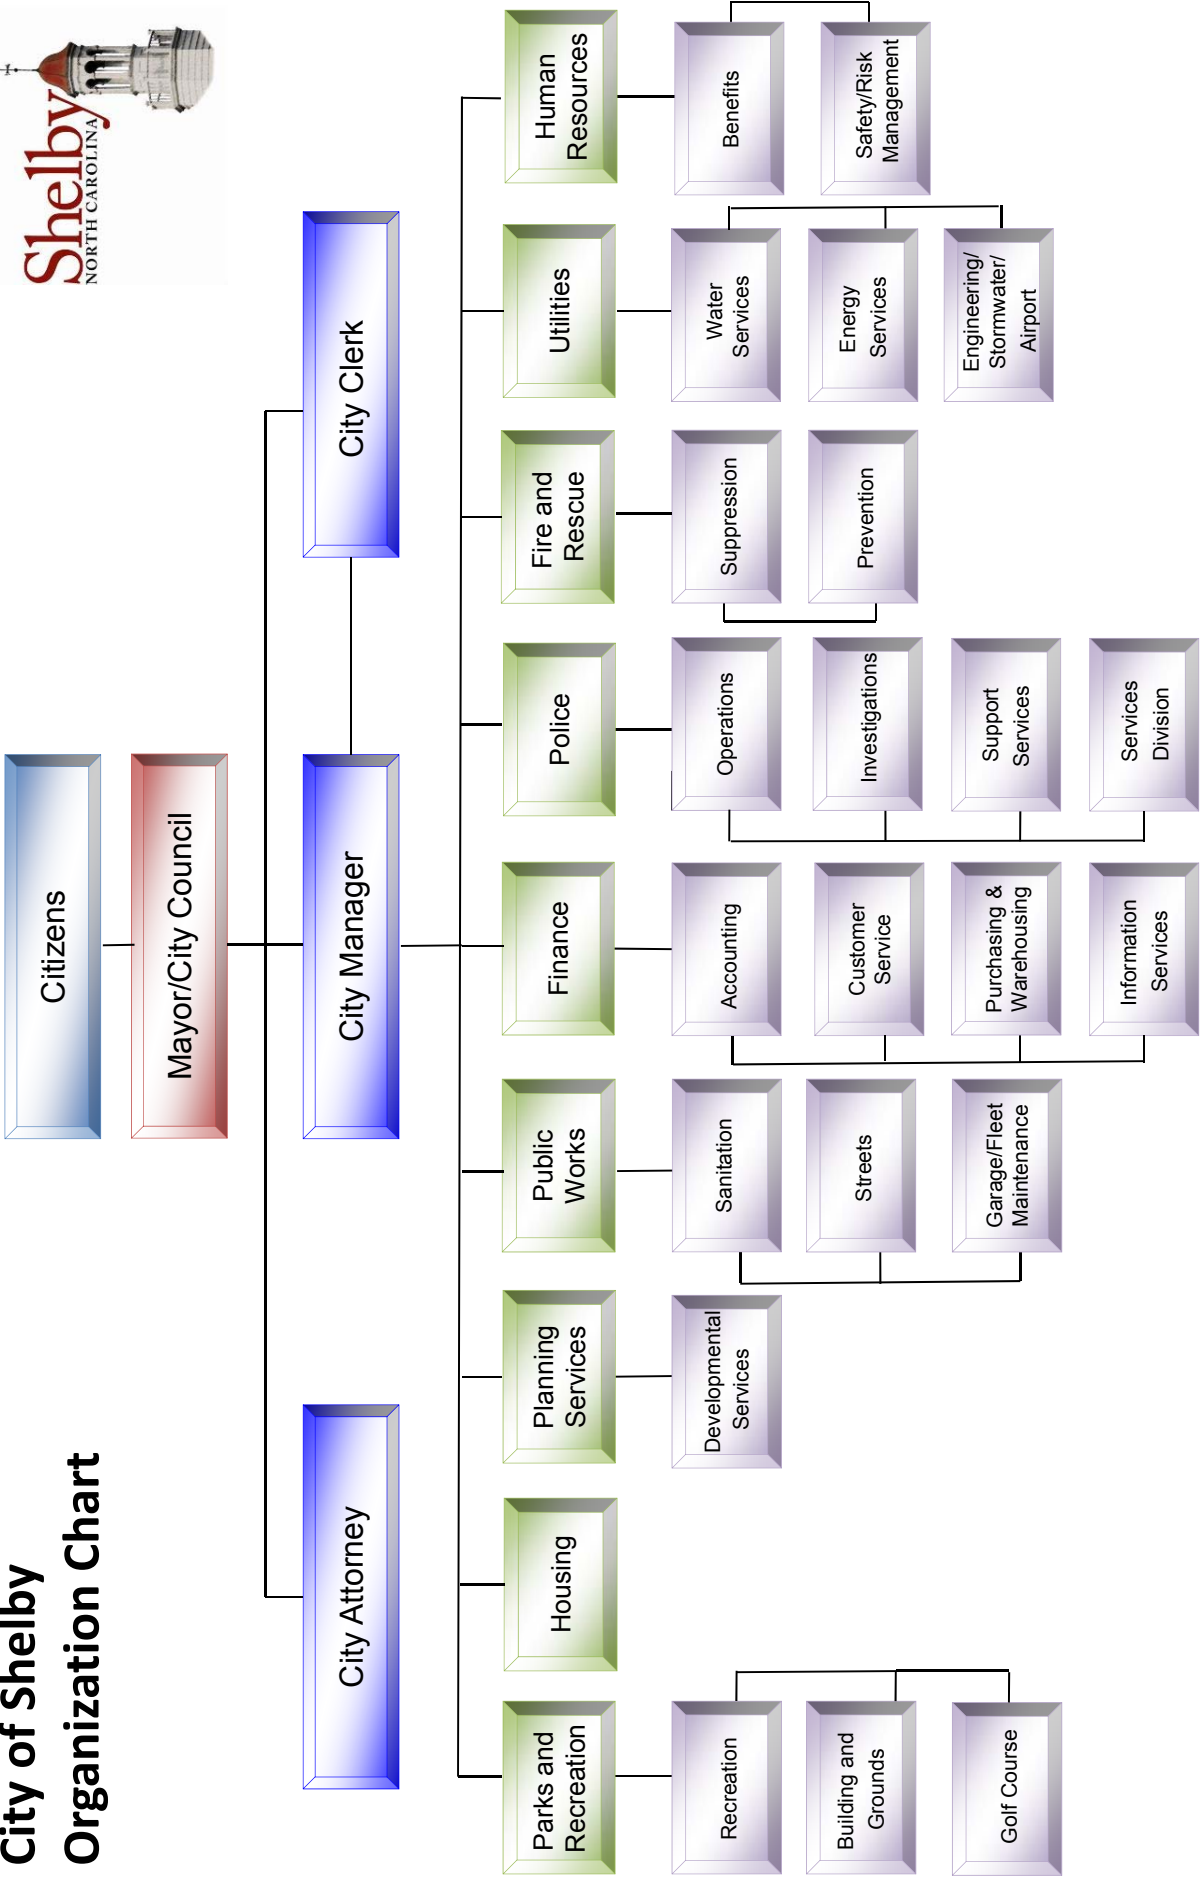 City of Shelby
Organization Chart
Shelby
NORTH CAROLINA
Citizens
Mayor/City Council
City Attorney
City Manager
City Clerk
Parks and
Recreation
Housing
Planning
Services
Public
Works
Finance
Police
Fire and
Rescue
Utilities
Human
Resources
Recreation
Building and
Grounds
Golf Course
Developmental
Services
Sanitation
Streets
Garage/Fleet
Maintenance
Accounting
Customer
Service
Purchasing &
Warehousing
Information
Services
Operations
Investigations
Support
Services
Services
Division
Suppression
Prevention
Water
Services
Energy
Services
Engineering/
Stormwater/
Airport
Benefits
Safety/Risk
Management